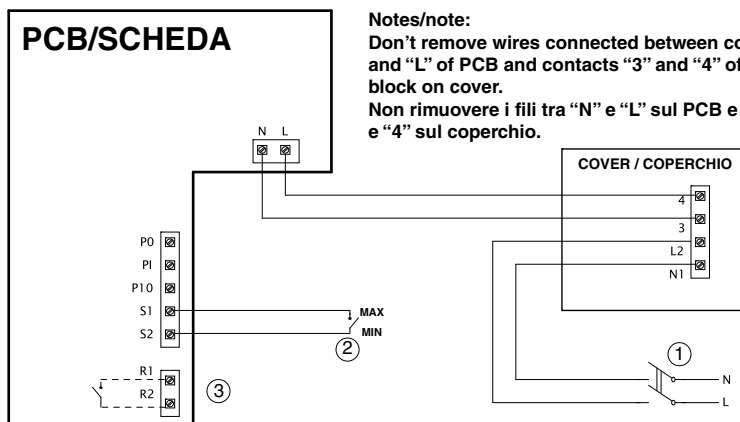 PCB/SCHEDA
Notes/note:
Don't remove wires connected between co
and “L” of PCB and contacts “3” and “4” of
block on cover.
Non rimuovere i fili tra “N” e “L” sul PCB e
e “4” sul coperchio.
N L
COVER / COPERCHIO
4
3
L2
N1
P0
PI
P10
S1
S2
MAX
MIN
2
R1
R2
3
1
N
L